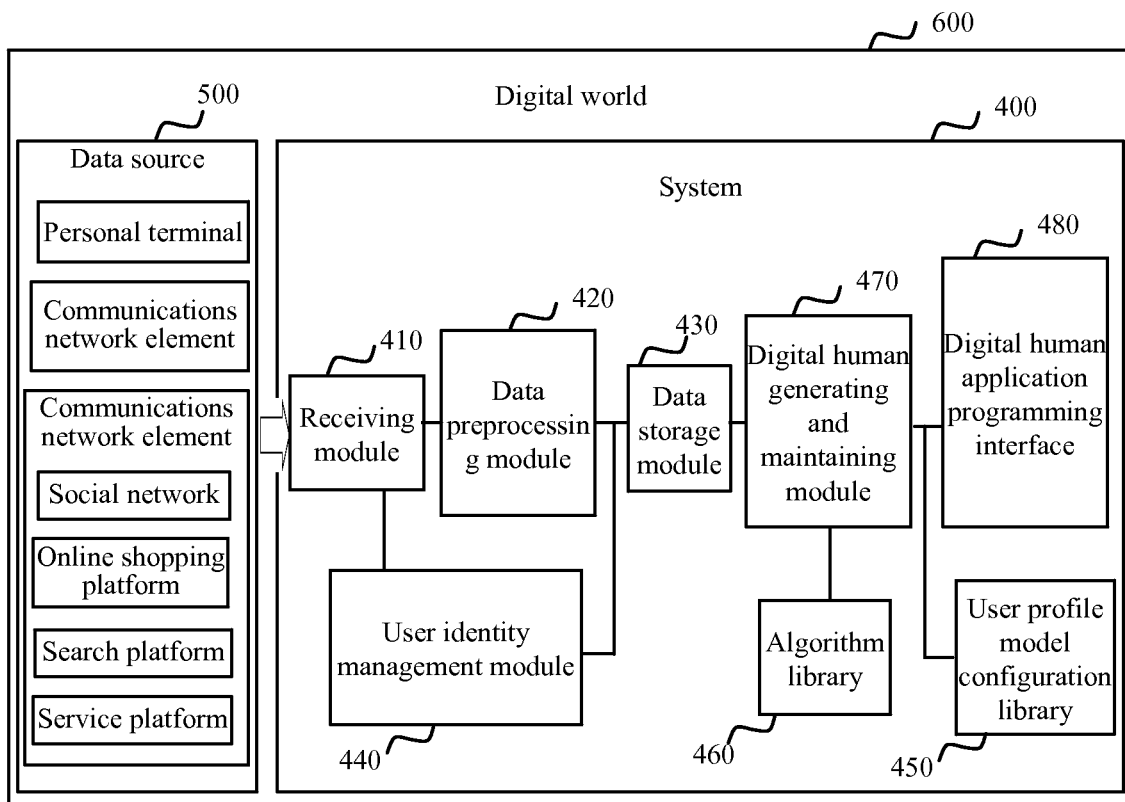 600
Digital world
500
400
Data source
System
Personal terminal
Communications
network element
Communications
network element
Social network
Online shopping
platform
Search platform
Service platform
410
Receiving
module
420
Data
preprocessin
g module
430
Data
storage
module
470
Digital human
generating
and
maintaining
module
480
Digital human
application
programming
interface
User identity
management module
440
Algorithm
library
460
User profile
model
configuration
library
450